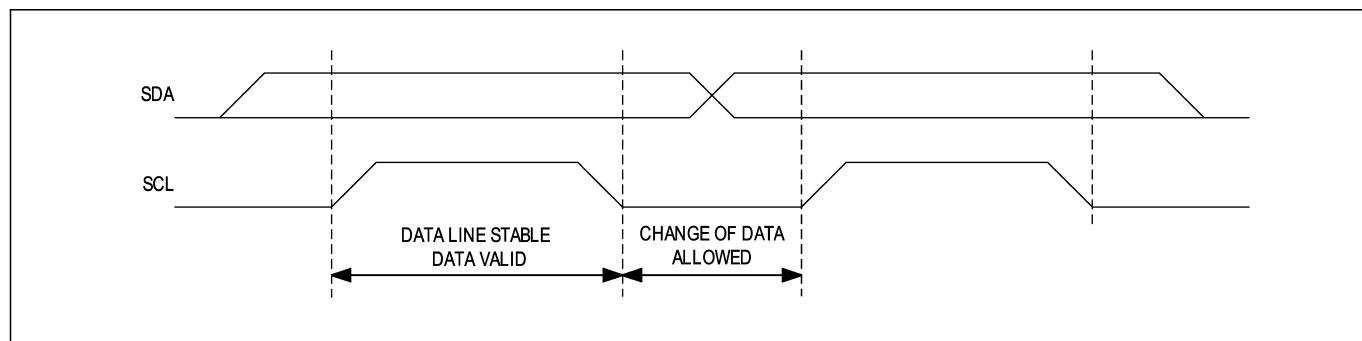 SDA
SCL
DATA LINE STABLE
DATA VALID
CHANGE OF DATA
ALLOWED